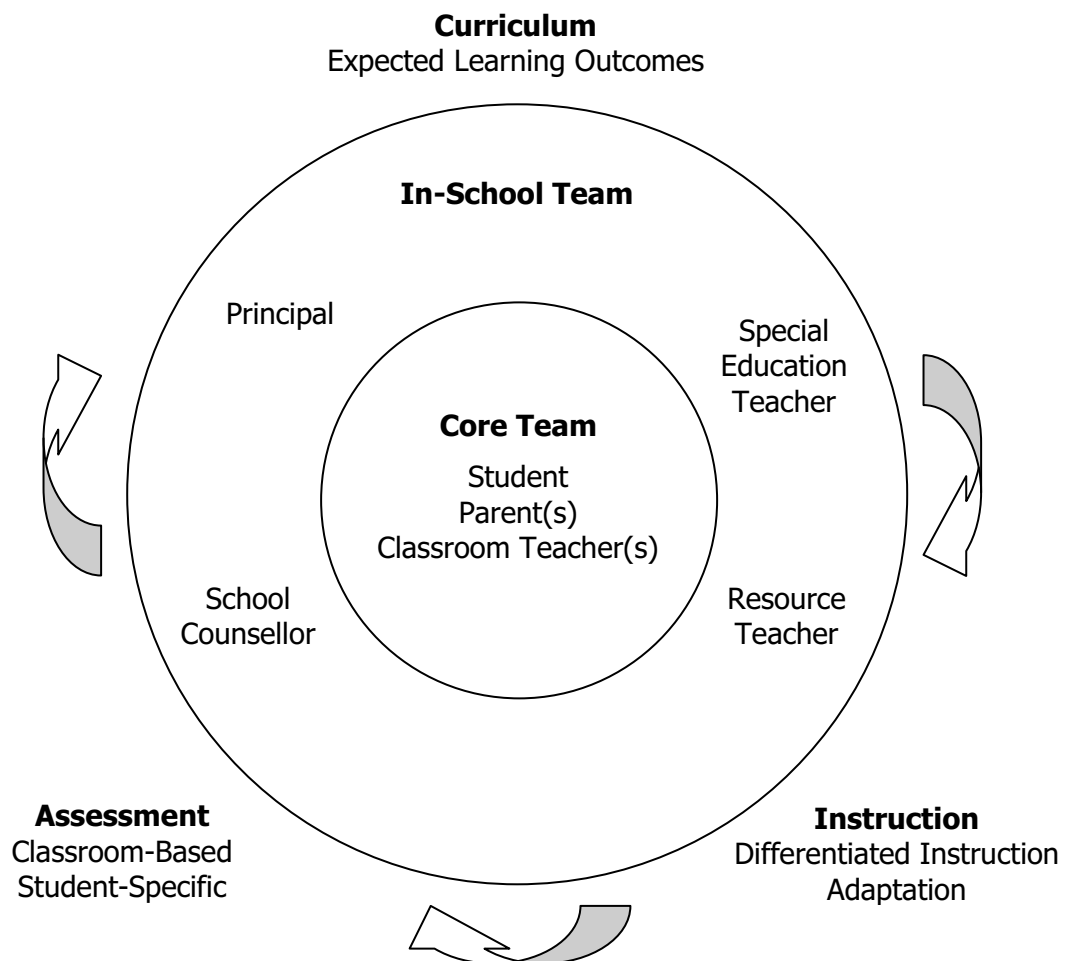 Curriculum
Expected Learning Outcomes
In-School Team
Principal
Special
Education
Teacher
Core Team
Student
Parent(s)
Classroom Teacher(s)
School
Counsellor
Resource
Teacher
Assessment
Classroom-Based
Student-Specific
Instruction
Differentiated Instruction
Adaptation